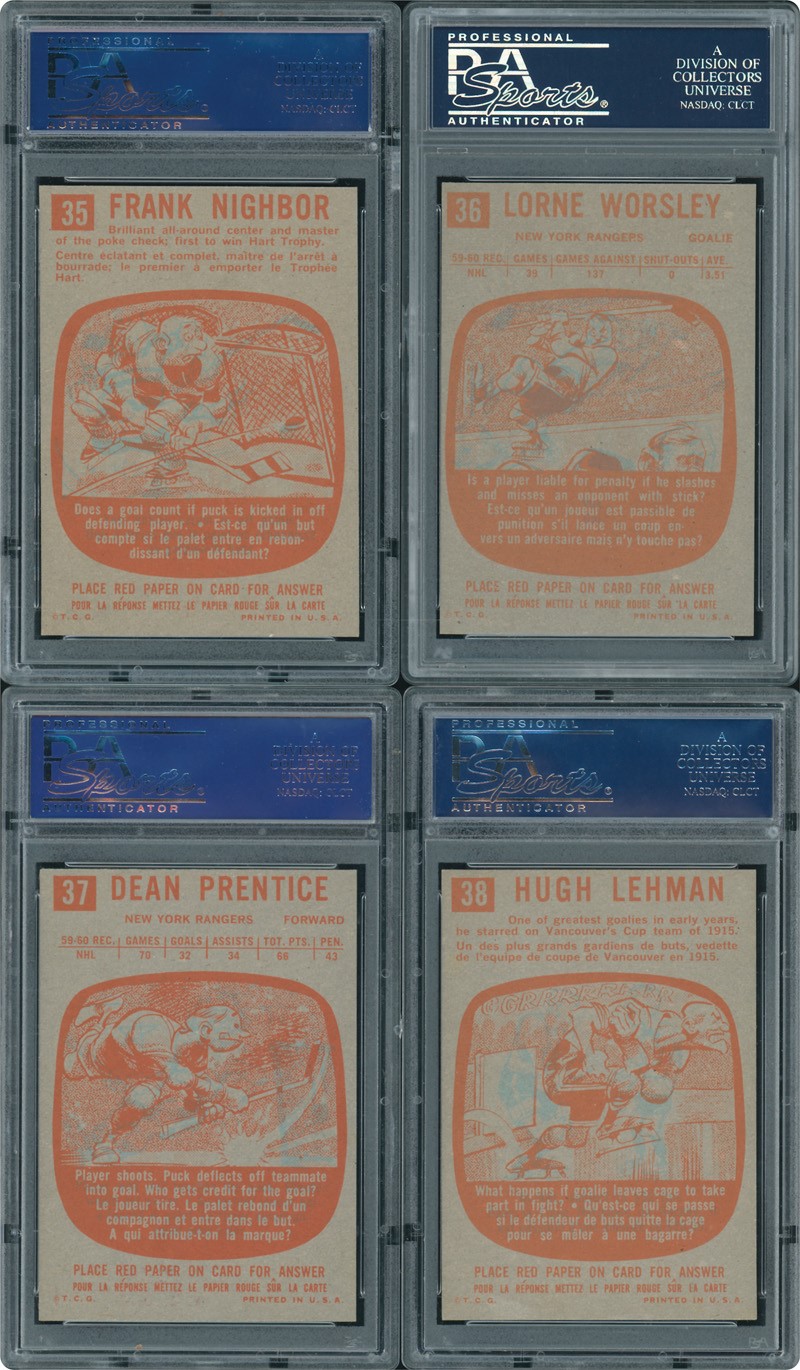 PROFESSIONAL
PSA
Sports®
AUTHENTICATOR
A
DIVISION OF
COLLECTORS
UNIVERSE
NASDAQ: CLCT
35 FRANK NIGHBOR
Brilliant all-around center and master
of the poke check; first to win Hart Trophy.
Centre éclatant et complet, maître de l'arrêt à
bourrade; le premier à emporter le Trophée
Hart.
Does a goal count if puck is kicked in off
defending player. • Est-ce qu'un but
compte si le palet entre en rebon-
dissant d'un défendant?
PLACE RED PAPER ON CARD FOR ANSWER
POUR LA RÉPONSE METTEZ LE PAPIER ROUGE SUR LA CARTE
©T.C.G. PRINTED IN U.S.A.
PROFESSIONAL
PSA
Sports®
AUTHENTICATOR
A
DIVISION OF
COLLECTORS
UNIVERSE
NASDAQ: CLCT
36 LORNE WORSLEY
NEW YORK RANGERS GOALIE
59-60 REC. GAMES GAMES AGAINST SHUT-OUTS AVE.
NHL 39 137 0 3.51
Is a player liable for penalty if he slashes
and misses an opponent with stick?
Est-ce qu'un joueur est passible de
punition s'il lance un coup en-
vers un adversaire mais n'y touche pas?
PLACE RED PAPER ON CARD FOR ANSWER
POUR LA RÉPONSE METTEZ LE PAPIER ROUGE SUR LA CARTE
©T.C.G. PRINTED IN U.S.A.
PROFESSIONAL
PSA
Sports®
AUTHENTICATOR
A
DIVISION OF
COLLECTORS
UNIVERSE
NASDAQ: CLCT
37 DEAN PRENTICE
NEW YORK RANGERS FORWARD
59-60 REC. GAMES GOALS ASSISTS TOT. PTS. PEN.
NHL 70 32 34 66 43
Player shoots. Puck deflects off teammate
into goal. Who gets credit for the goal?
Le joueur tire. Le palet rebond d'un
compagnon et entre dans le but.
A qui attribue-t-on la marque?
PLACE RED PAPER ON CARD FOR ANSWER
POUR LA RÉPONSE METTEZ LE PAPIER ROUGE SUR LA CARTE
©T.C.G. PRINTED IN U.S.A.
PROFESSIONAL
PSA
Sports®
AUTHENTICATOR
A
DIVISION OF
COLLECTORS
UNIVERSE
NASDAQ: CLCT
38 HUGH LEHMAN
One of greatest goalies in early years,
he starred on Vancouver's Cup team of 1915.
Un des plus grands gardiens de buts, vedette
de l'equipe de coupe de Vancouver en 1915.
What happens if goalie leaves cage to take
part in fight? • Qu'est-ce qui se passe
si le défendeur de buts quitte la cage
pour se mêler à une bagarre?
PLACE RED PAPER ON CARD FOR ANSWER
POUR LA RÉPONSE METTEZ LE PAPIER ROUGE SUR LA CARTE
©T.C.G. PRINTED IN U.S.A.